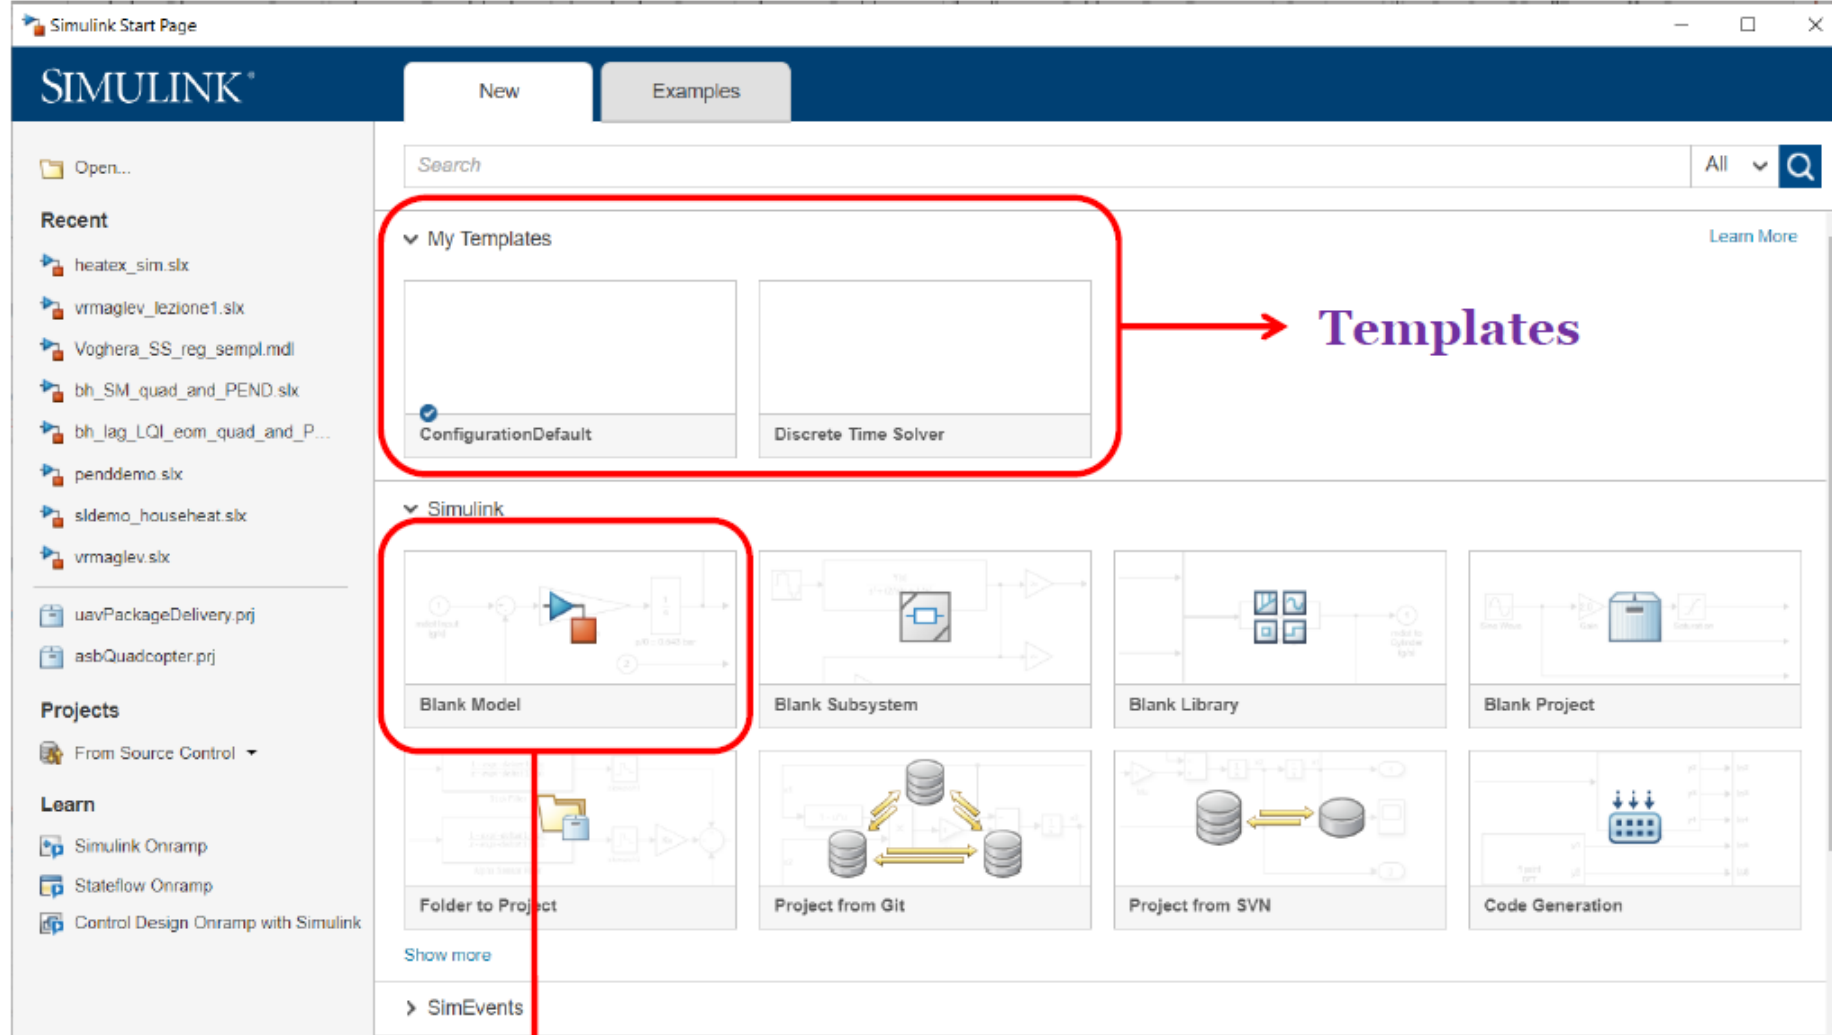 Simulink Start Page
SIMULINK®
New
Examples
Open...
Search
All
Recent
heatex_sim.slx
vrmaglev_lezione1.slx
Voghera_SS_reg_sempl.mdl
bh_SM_quad_and_PEND.slx
bh_lag_LQI_eom_quad_and_P...
penddemo.slx
sldemo_househeat.slx
vrmaglev.slx
uavPackageDelivery.prj
asbQuadcopter.prj
Projects
From Source Control
Learn
Simulink Onramp
Stateflow Onramp
Control Design Onramp with Simulink
My Templates
Learn More
ConfigurationDefault
Discrete Time Solver
Templates
Simulink
Blank Model
Blank Subsystem
Blank Library
Blank Project
Folder to Project
Project from Git
Project from SVN
Code Generation
Show more
SimEvents